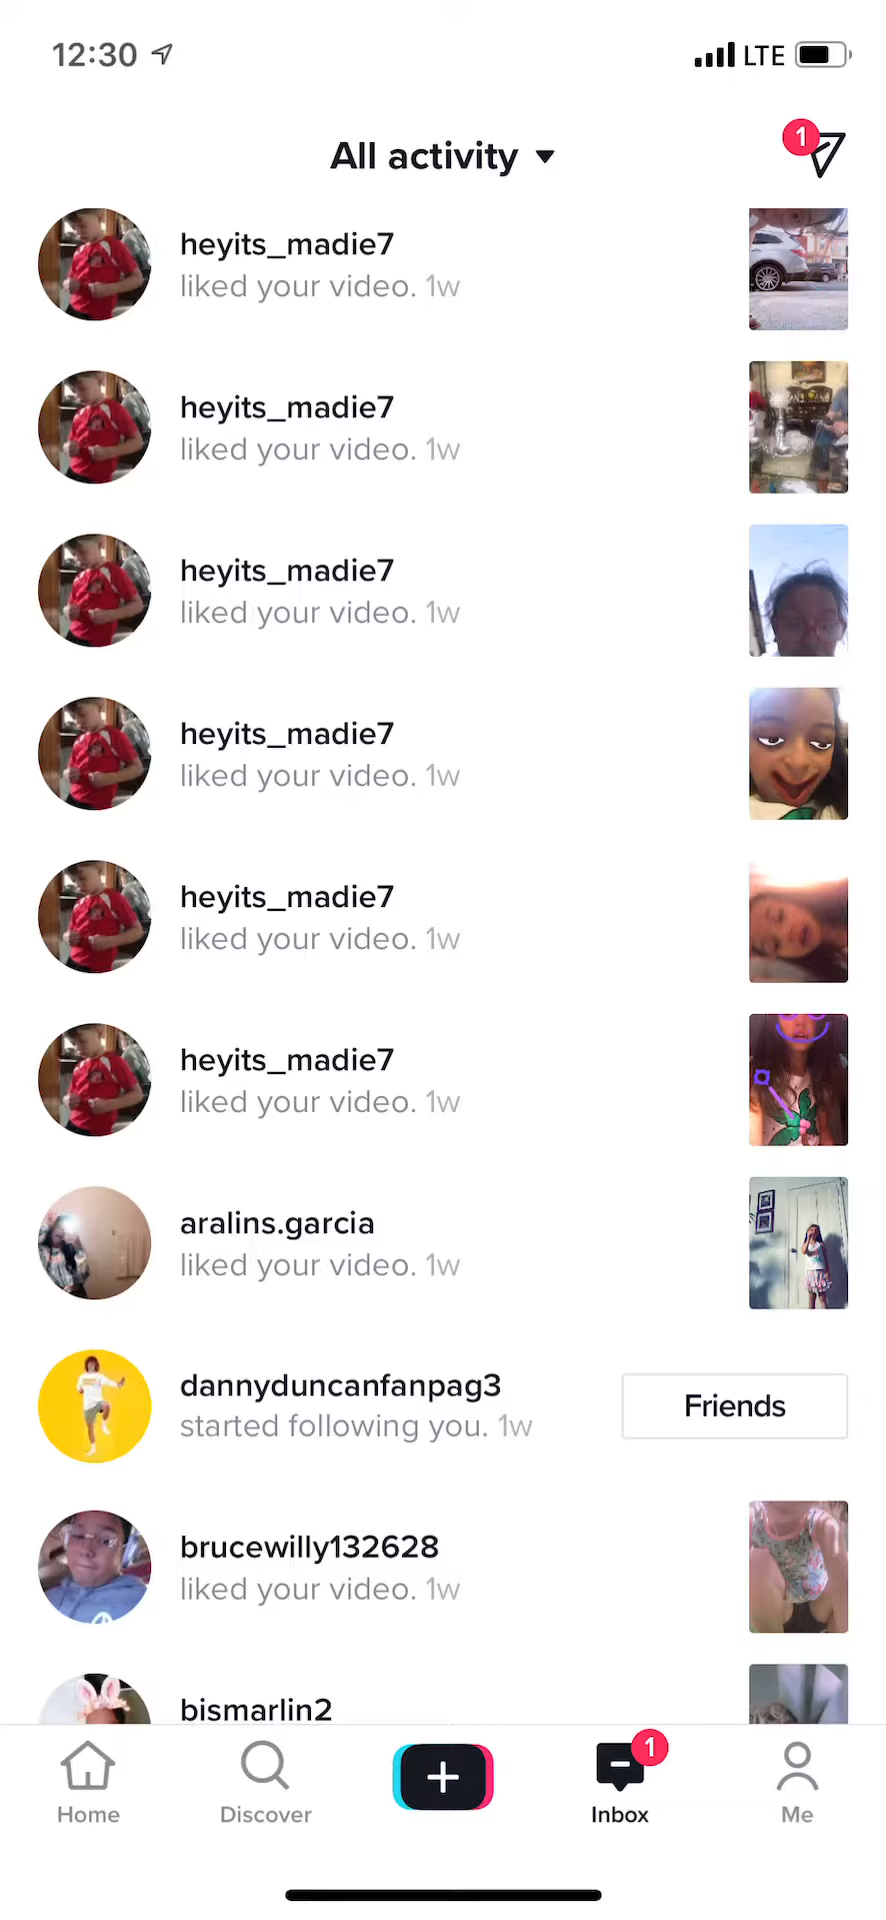 12:30
LTE
All activity
1
heyits_madie7
liked your video. 1w
heyits_madie7
liked your video. 1w
heyits_madie7
liked your video. 1w
heyits_madie7
liked your video. 1w
heyits_madie7
liked your video. 1w
heyits_madie7
liked your video. 1w
aralins.garcia
liked your video. 1w
dannyduncanfanpag3
started following you. 1w
Friends
brucewilly132628
liked your video. 1w
bismarlin2
1
Home
Discover
Inbox
Me